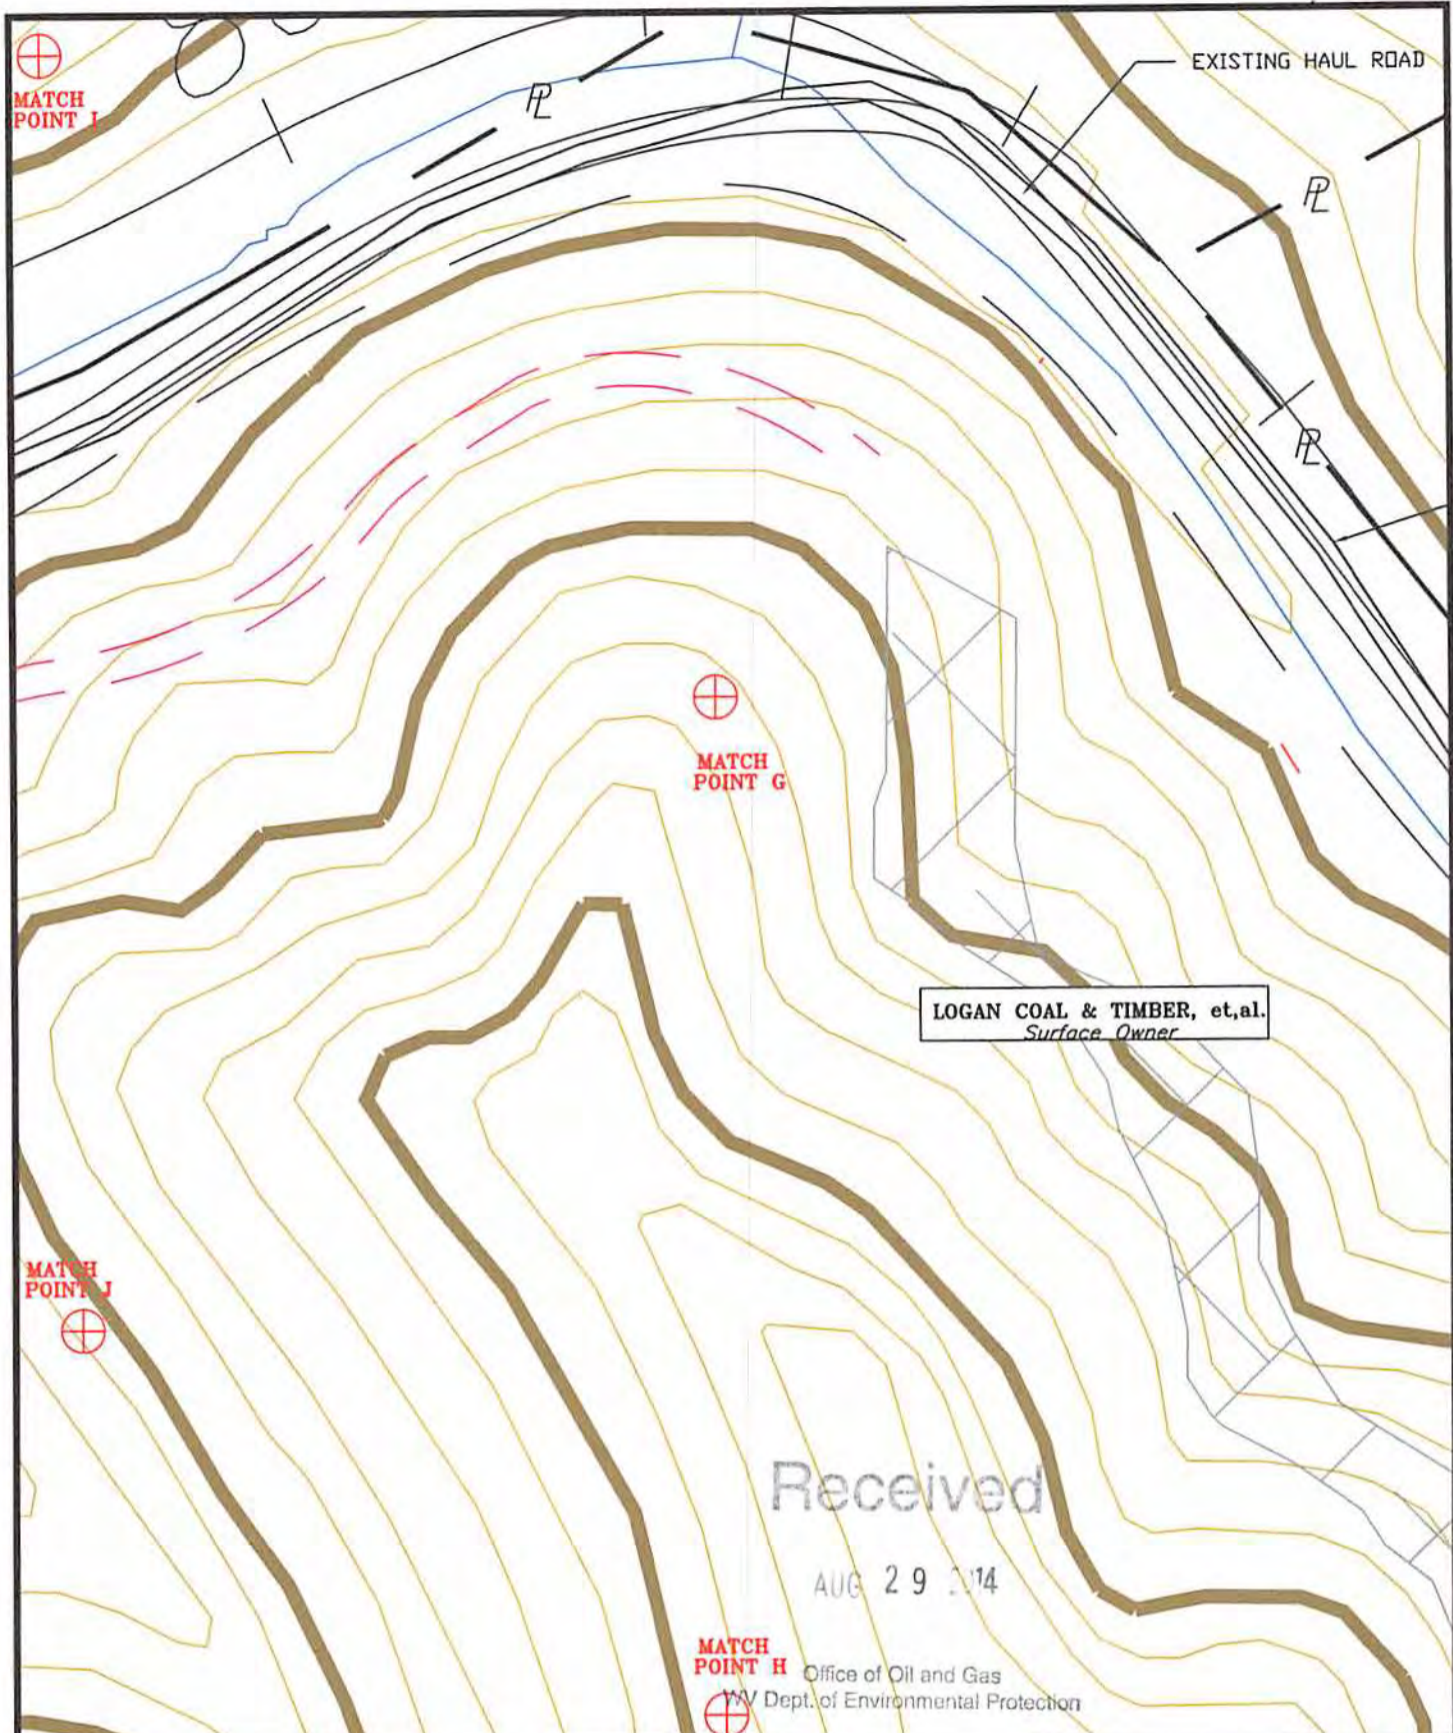 EXISTING HAUL ROAD
MATCH
POINT I
PL
PL
PL
MATCH
POINT G
LOGAN COAL & TIMBER, et,al.
Surface Owner
MATCH
POINT J
Received
AUG 29 2014
MATCH
POINT H
Office of Oil and Gas
WV Dept. of Environmental Protection